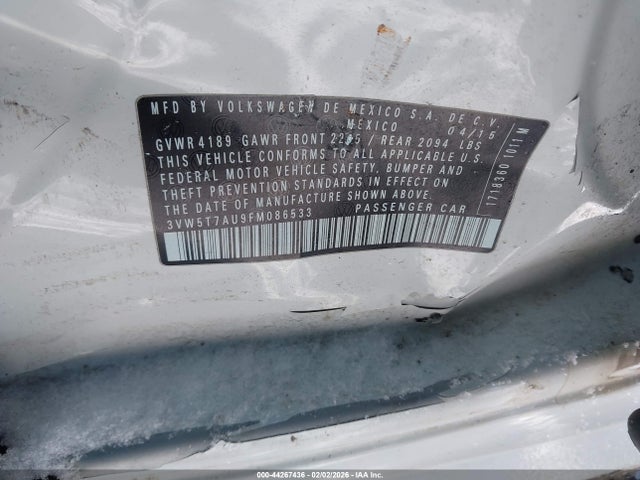 MFD BY VOLKSWAGEN DE MEXICO S.A. DE C.V.
MEXICO 04/15
GVWR 4189 GAWR FRONT / REAR 2094 LBS
THIS VEHICLE CONFORMS TO ALL APPLICABLE U.S.
FEDERAL MOTOR VEHICLE SAFETY, BUMPER AND
THEFT PREVENTION STANDARDS IN EFFECT ON
THE DATE OF MANUFACTURE SHOWN ABOVE.
3VW5T7AU9FM086533 PASSENGER CAR
1718360 1011 M
000-44267436 - 02/02/2026 - IAA Inc.